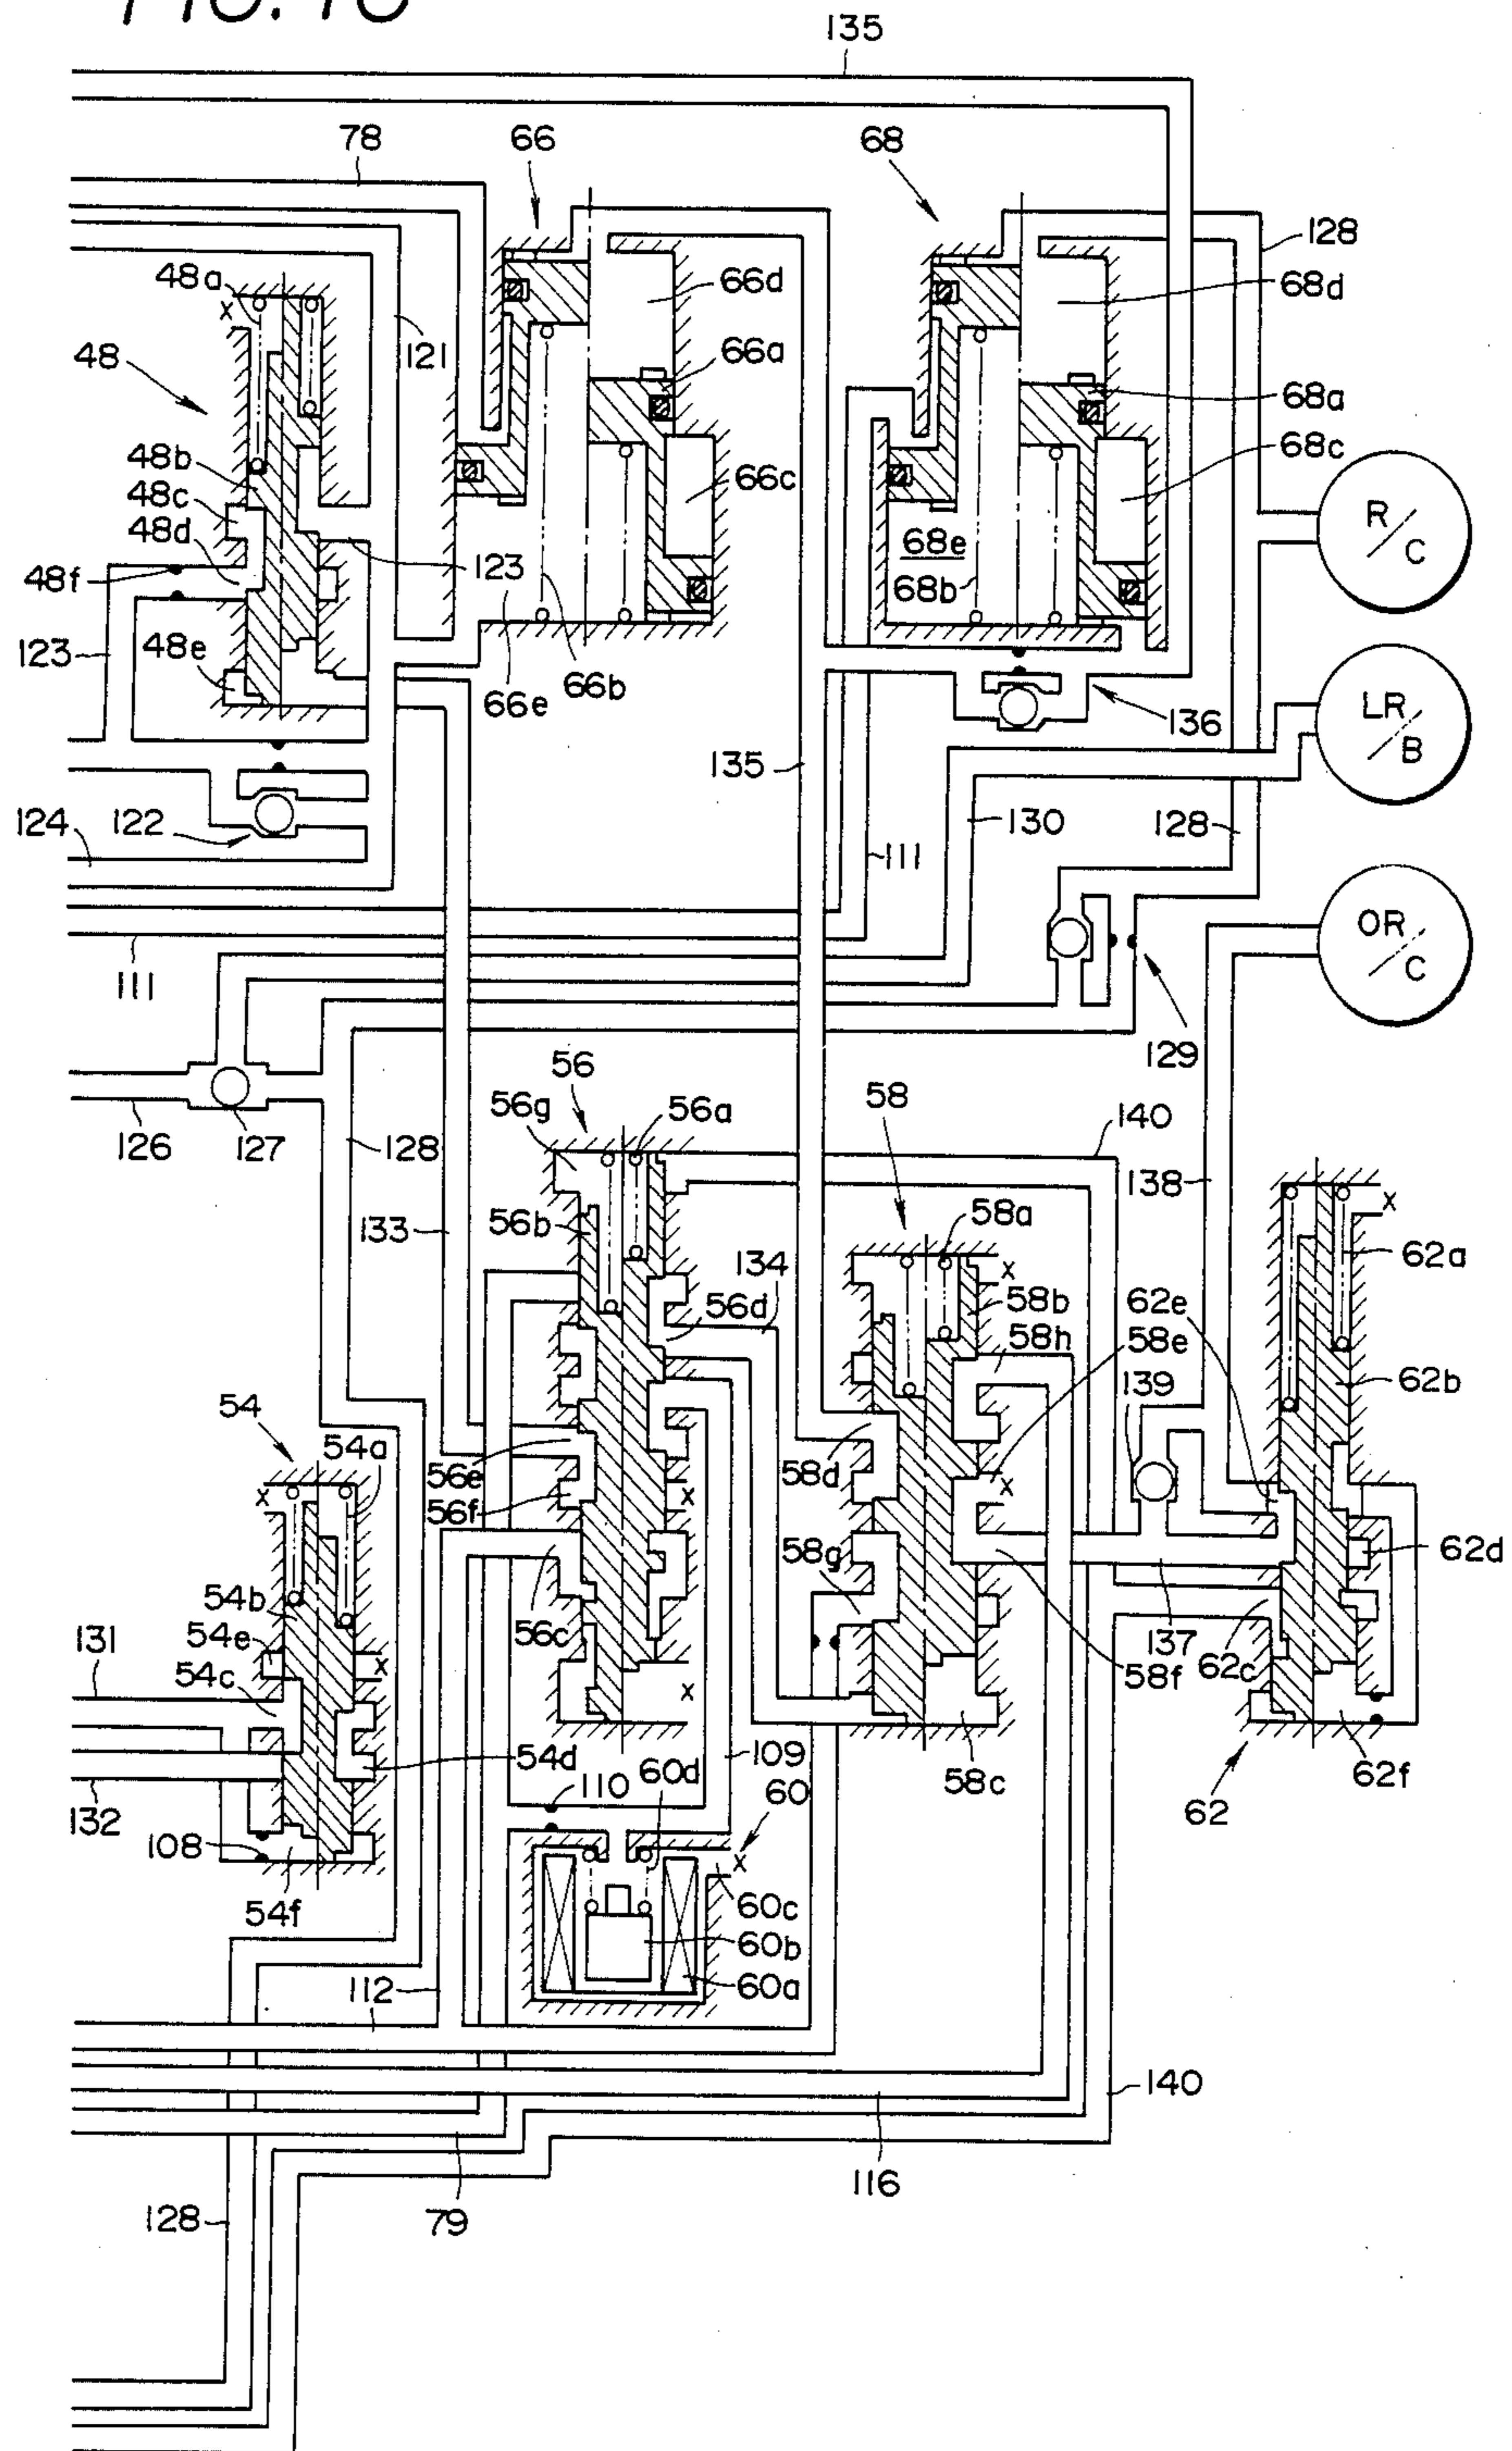 FIG. 1C
135
78
66
68
128
48a
x
66d
68d
48
121
66a
68a
48b
48c
66c
68c
R/C
48d
68e
48f
123
68b
123
48e
66b
66e
136
LR/B
135
124
122
130
128
111
OR/C
111
129
56
126
127
128
56g
56a
58
140
138
x
133
56b
58a
134
62a
x
56d
58b
62e
58h
58e
139
62b
54
54a
56e
58d
x
56f
x
x
58g
62d
54b
131
54e
56c
137
54c
x
58f
62c
x
109
54d
60d
132
110
60
58c
62f
108
62
x
60c
54f
60b
112
60a
140
116
128
79